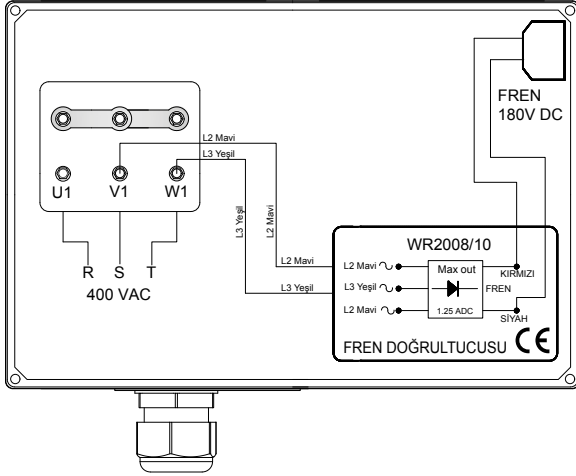 FREN
180V DC
L2 Mavi
L3 Yeşil
U1
V1
W1
L3 Yeşil
L2 Mavi
R
S
T
400 VAC
L2 Mavi
L3 Yeşil
WR2008/10
L2 Mavi
Max out
KIRMIZI
L3 Yeşil
FREN
L2 Mavi
1.25 ADC
SİYAH
FREN DOĞRULTUCUSU CE